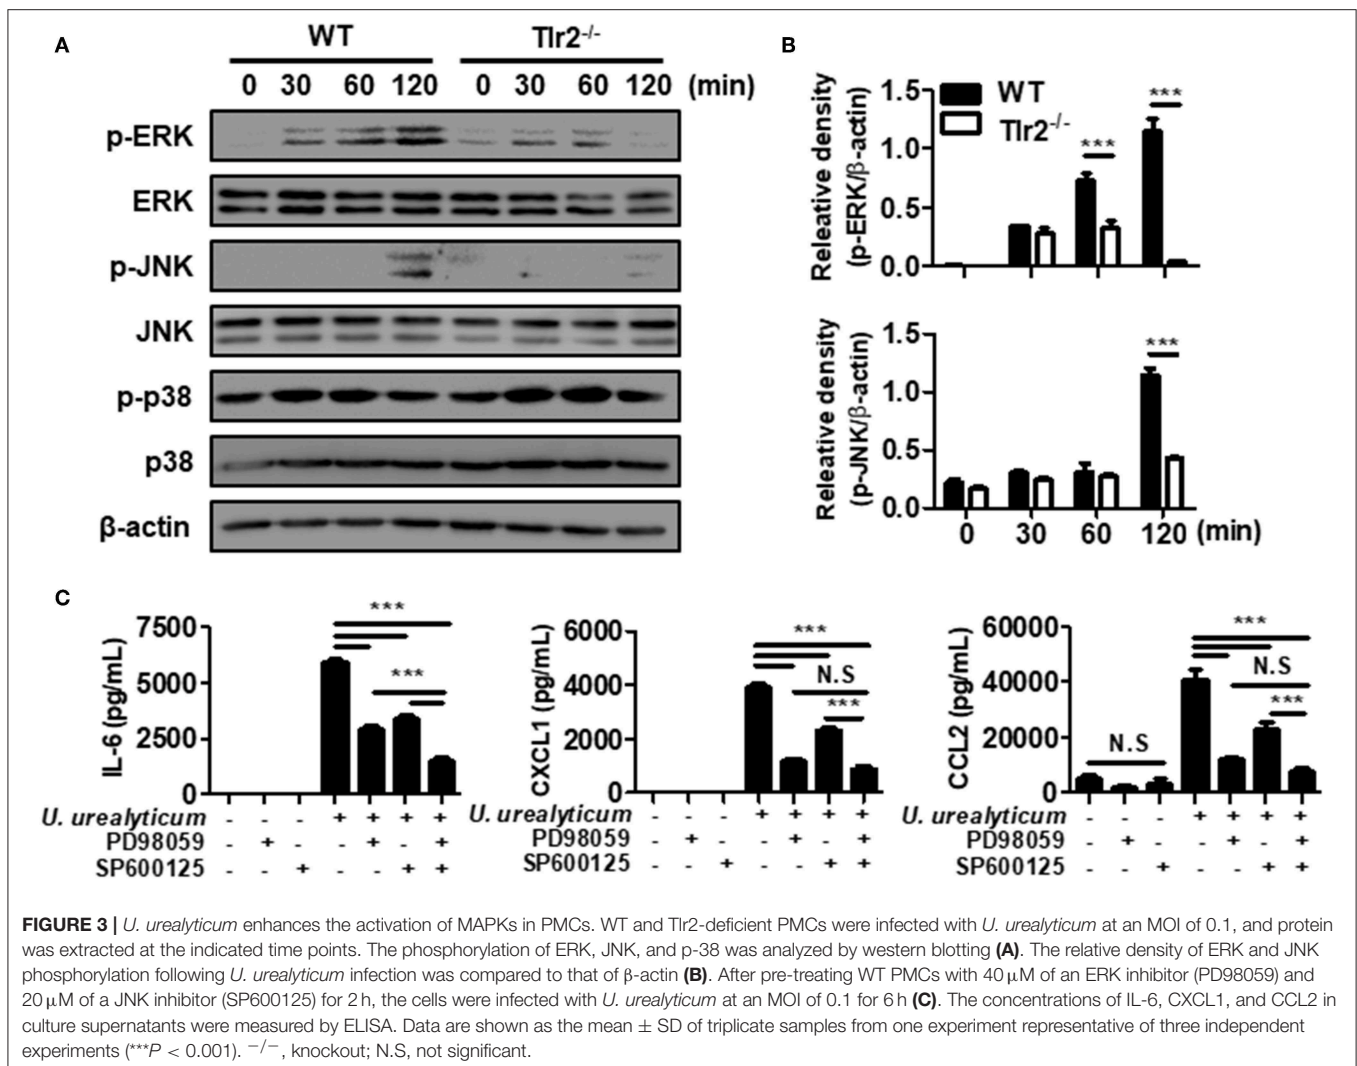 A
WT Tlr2-/-
0 30 60 120 0 30 60 120 (min)
p-ERK
ERK
p-JNK
JNK
p-p38
p38
β-actin
B
WT
Tlr2-/-
Releative density
(p-ERK/β-actin)
1.5
1.0
0.5
0.0
***
***
Releative density
(p-JNK/β-actin)
1.5
1.0
0.5
0.0
***
0 30 60 120 (min)
C
IL-6 (pg/mL)
7500
5000
2500
0
***
***
U. urealyticum - - - + + + +
PD98059 - + - - + - +
SP600125 - - + - - + +
CXCL1 (pg/mL)
6000
4000
2000
0
***
N.S
***
U. urealyticum - - - + + + +
PD98059 - + - - + - +
SP600125 - - + - - + +
CCL2 (pg/mL)
60000
40000
20000
0
N.S
***
N.S
***
U. urealyticum - - - + + + +
PD98059 - + - - + - +
SP600125 - - + - - + +
FIGURE 3 | U. urealyticum enhances the activation of MAPKs in PMCs. WT and Tlr2-deficient PMCs were infected with U. urealyticum at an MOI of 0.1, and protein
was extracted at the indicated time points. The phosphorylation of ERK, JNK, and p-38 was analyzed by western blotting (A). The relative density of ERK and JNK
phosphorylation following U. urealyticum infection was compared to that of β-actin (B). After pre-treating WT PMCs with 40 μM of an ERK inhibitor (PD98059) and
20 μM of a JNK inhibitor (SP600125) for 2 h, the cells were infected with U. urealyticum at an MOI of 0.1 for 6 h (C). The concentrations of IL-6, CXCL1, and CCL2 in
culture supernatants were measured by ELISA. Data are shown as the mean ± SD of triplicate samples from one experiment representative of three independent
experiments (***P < 0.001). −/−, knockout; N.S, not significant.